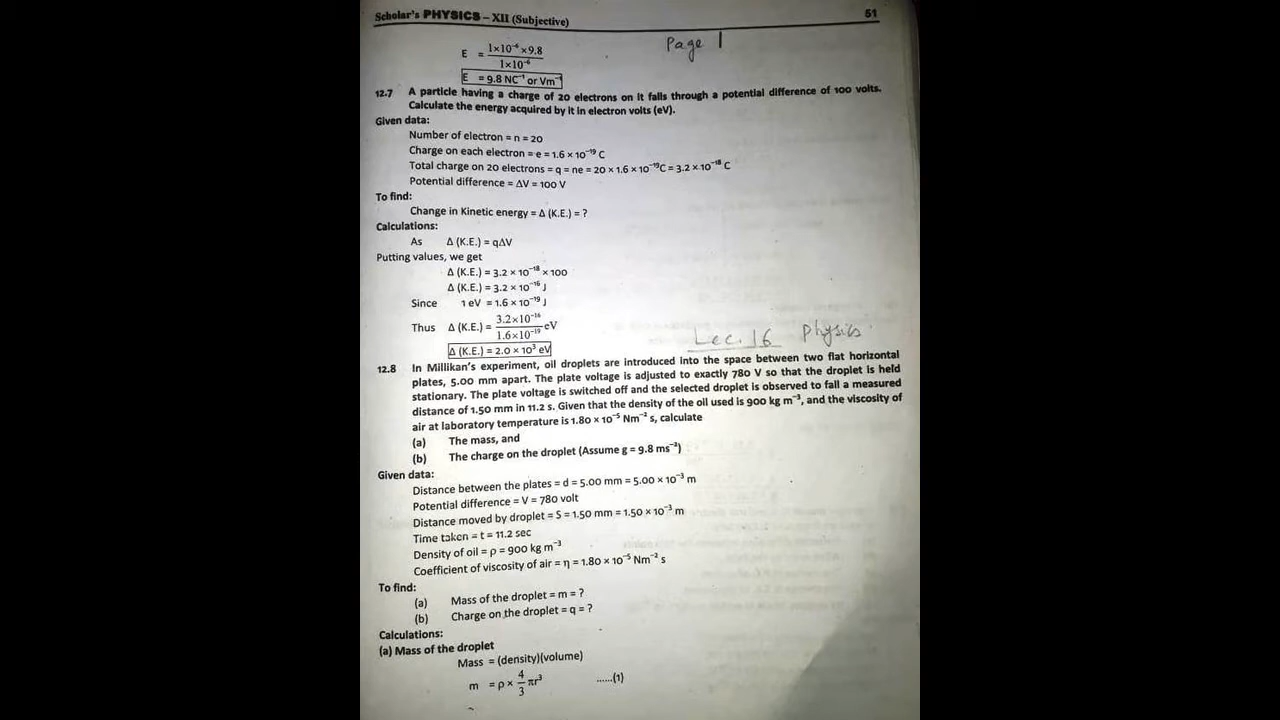 Scholar's PHYSICS – XII (Subjective) 51
Page 1
E = 1×10⁻⁶×9.8 / 1×10⁻⁶
E = 9.8 NC⁻¹ or Vm⁻¹
12.7 A particle having a charge of 20 electrons on it falls through a potential difference of 100 volts.
Calculate the energy acquired by it in electron volts (eV).
Given data:
Number of electron = n = 20
Charge on each electron = e = 1.6 × 10⁻¹⁹ C
Total charge on 20 electrons = q = ne = 20 × 1.6 × 10⁻¹⁹C = 3.2 × 10⁻¹⁸ C
Potential difference = ΔV = 100 V
To find:
Change in Kinetic energy = Δ (K.E.) = ?
Calculations:
As Δ (K.E.) = qΔV
Putting values, we get
Δ (K.E.) = 3.2 × 10⁻¹⁸ × 100
Δ (K.E.) = 3.2 × 10⁻¹⁶ J
Since 1 eV = 1.6 × 10⁻¹⁹ J
Thus Δ (K.E.) = 3.2×10⁻¹⁶ / 1.6×10⁻¹⁹ eV
Δ (K.E.) = 2.0 × 10³ eV
Lec. 16 Physics
12.8 In Millikan's experiment, oil droplets are introduced into the space between two flat horizontal
plates, 5.00 mm apart. The plate voltage is adjusted to exactly 780 V so that the droplet is held
stationary. The plate voltage is switched off and the selected droplet is observed to fall a measured
distance of 1.50 mm in 11.2 s. Given that the density of the oil used is 900 kg m⁻³, and the viscosity of
air at laboratory temperature is 1.80 × 10⁻⁵ Nm⁻² s, calculate
(a) The mass, and
(b) The charge on the droplet (Assume g = 9.8 ms⁻²)
Given data:
Distance between the plates = d = 5.00 mm = 5.00 × 10⁻³ m
Potential difference = V = 780 volt
Distance moved by droplet = S = 1.50 mm = 1.50 × 10⁻³ m
Time taken = t = 11.2 sec
Density of oil = ρ = 900 kg m⁻³
Coefficient of viscosity of air = η = 1.80 × 10⁻⁵ Nm⁻² s
To find:
(a) Mass of the droplet = m = ?
(b) Charge on the droplet = q = ?
Calculations:
(a) Mass of the droplet
Mass = (density)(volume)
m = ρ × 4/3 πr³ ......(1)